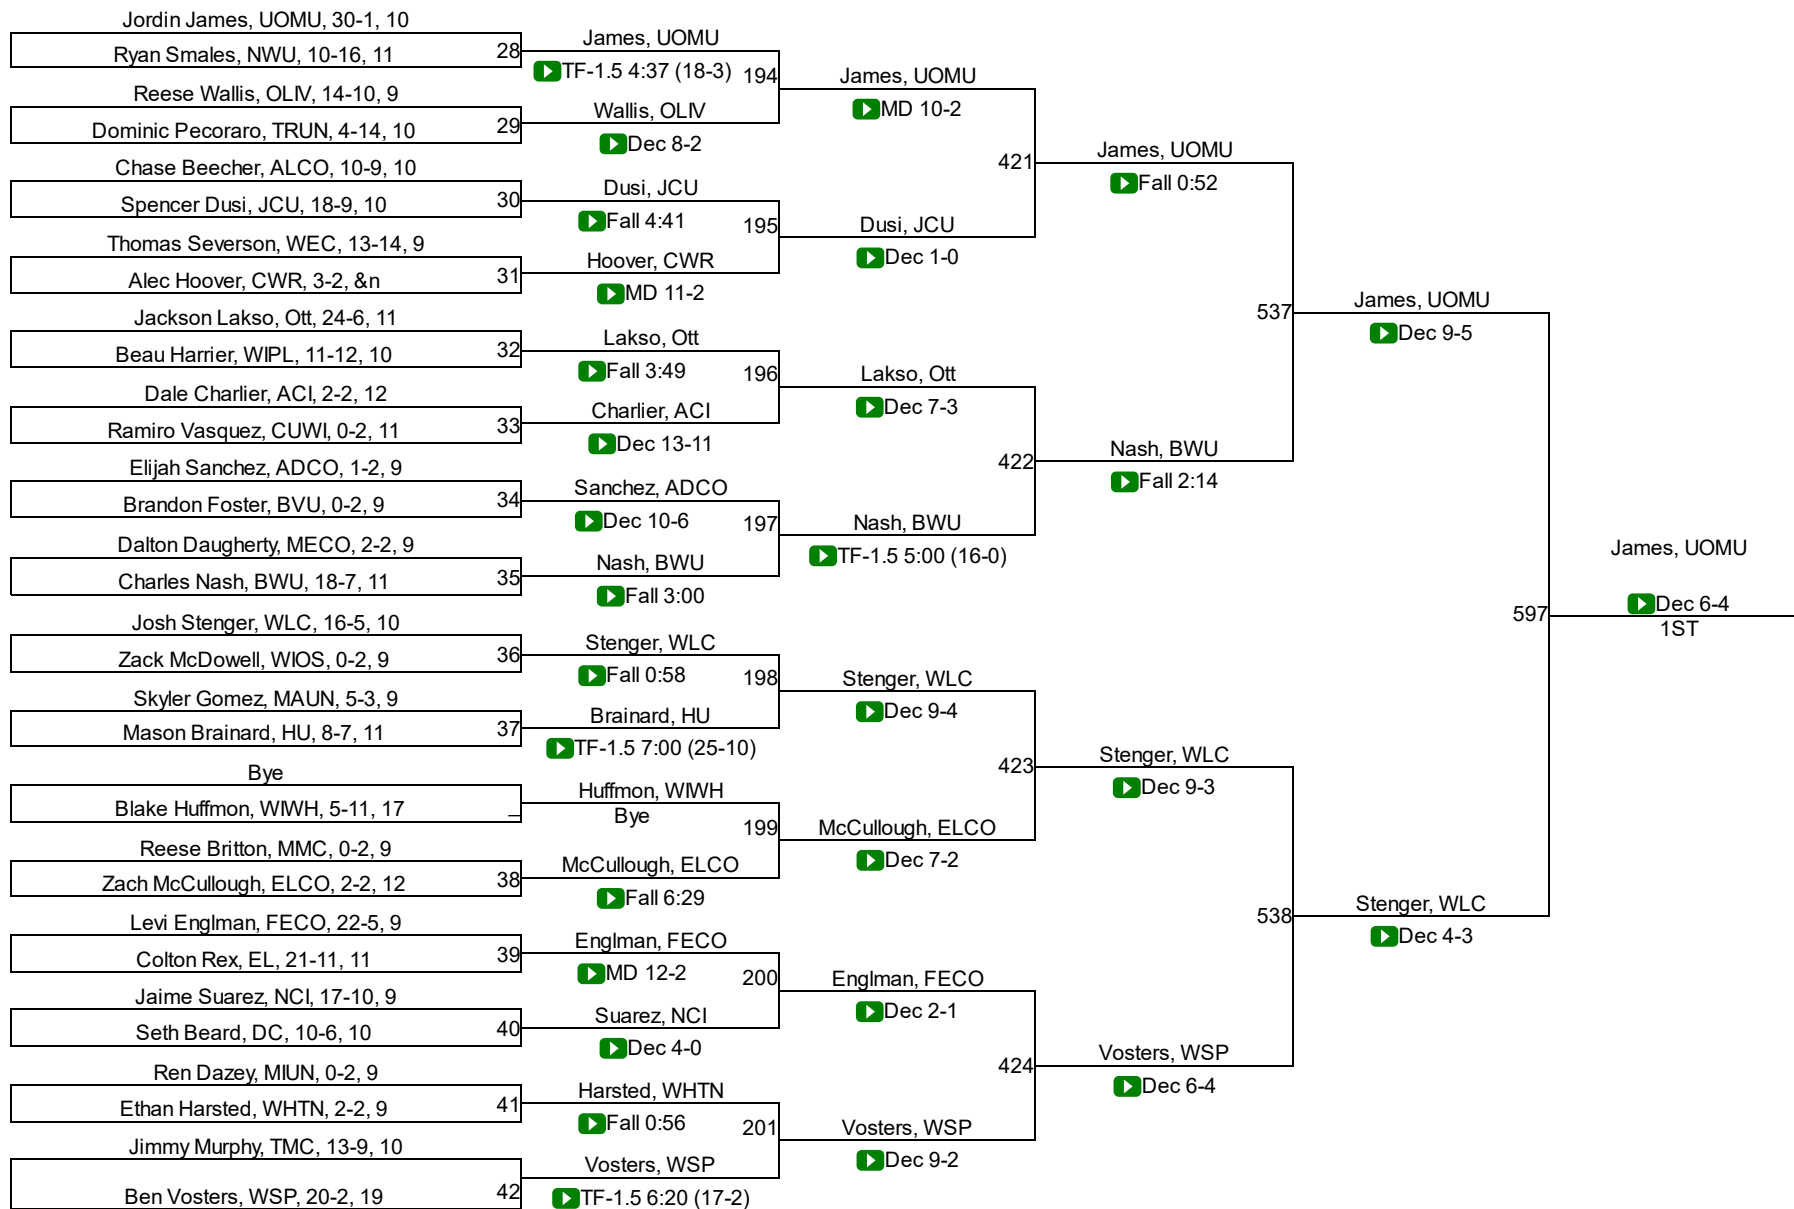 Jordin James, UOMU, 30-1, 10
Ryan Smales, NWU, 10-16, 11
28
Reese Wallis, OLIV, 14-10, 9
Dominic Pecoraro, TRUN, 4-14, 10
29
Chase Beecher, ALCO, 10-9, 10
Spencer Dusi, JCU, 18-9, 10
30
Thomas Severson, WEC, 13-14, 9
Alec Hoover, CWR, 3-2, &n
31
Jackson Lakso, Ott, 24-6, 11
Beau Harrier, WIPL, 11-12, 10
32
Dale Charlier, ACI, 2-2, 12
Ramiro Vasquez, CUWI, 0-2, 11
33
Elijah Sanchez, ADCO, 1-2, 9
Brandon Foster, BVU, 0-2, 9
34
Dalton Daugherty, MECO, 2-2, 9
Charles Nash, BWU, 18-7, 11
35
Josh Stenger, WLC, 16-5, 10
Zack McDowell, WIOS, 0-2, 9
36
Skyler Gomez, MAUN, 5-3, 9
Mason Brainard, HU, 8-7, 11
37
Bye
Blake Huffmon, WIWH, 5-11, 17
_
Reese Britton, MMC, 0-2, 9
Zach McCullough, ELCO, 2-2, 12
38
Levi Englman, FECO, 22-5, 9
Colton Rex, EL, 21-11, 11
39
Jaime Suarez, NCI, 17-10, 9
Seth Beard, DC, 10-6, 10
40
Ren Dazey, MIUN, 0-2, 9
Ethan Harsted, WHTN, 2-2, 9
41
Jimmy Murphy, TMC, 13-9, 10
Ben Vosters, WSP, 20-2, 19
42
James, UOMU
TF-1.5 4:37 (18-3)
194
Wallis, OLIV
Dec 8-2
Dusi, JCU
Fall 4:41
195
Hoover, CWR
MD 11-2
Lakso, Ott
Fall 3:49
196
Charlier, ACI
Dec 13-11
Sanchez, ADCO
Dec 10-6
197
Nash, BWU
Fall 3:00
Stenger, WLC
Fall 0:58
198
Brainard, HU
TF-1.5 7:00 (25-10)
Huffmon, WIWH
Bye
199
McCullough, ELCO
Fall 6:29
Englman, FECO
MD 12-2
200
Suarez, NCI
Dec 4-0
Harsted, WHTN
Fall 0:56
201
Vosters, WSP
TF-1.5 6:20 (17-2)
James, UOMU
MD 10-2
421
Dusi, JCU
Dec 1-0
Lakso, Ott
Dec 7-3
422
Nash, BWU
TF-1.5 5:00 (16-0)
Stenger, WLC
Dec 9-4
423
McCullough, ELCO
Dec 7-2
Englman, FECO
Dec 2-1
424
Vosters, WSP
Dec 9-2
James, UOMU
Fall 0:52
537
Nash, BWU
Fall 2:14
Stenger, WLC
Dec 9-3
538
Vosters, WSP
Dec 6-4
James, UOMU
Dec 9-5
597
Stenger, WLC
Dec 4-3
James, UOMU
Dec 6-4
1ST